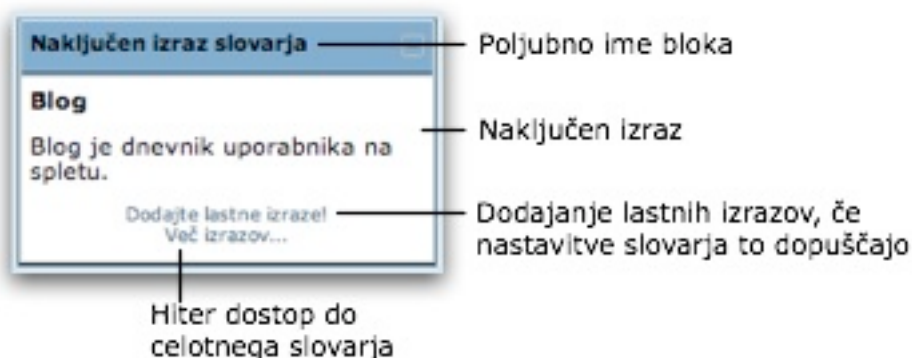 Naključen izraz slovarja
Poljubno ime bloka
Blog
Naključen izraz
Blog je dnevnik uporabnika na
spletu.
Dodajte lastne izraze!
Več izrazov...
Dodajanje lastnih izrazov, če
nastavitve slovarja to dopuščajo
Hiter dostop do
celotnega slovarja